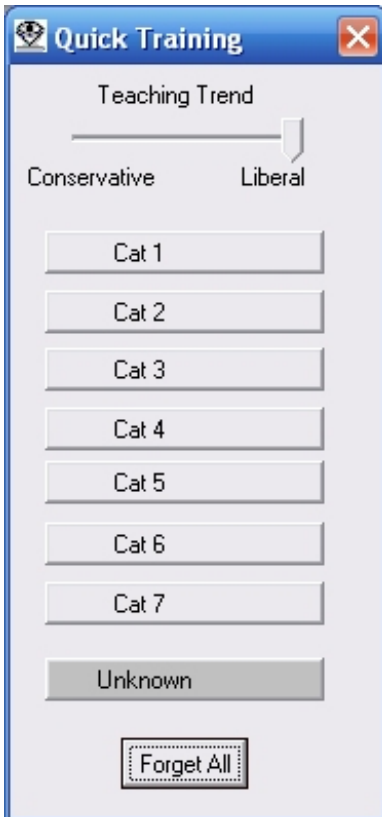 Quick Training
Teaching Trend
Conservative Liberal
Cat 1
Cat 2
Cat 3
Cat 4
Cat 5
Cat 6
Cat 7
Unknown
Forget All